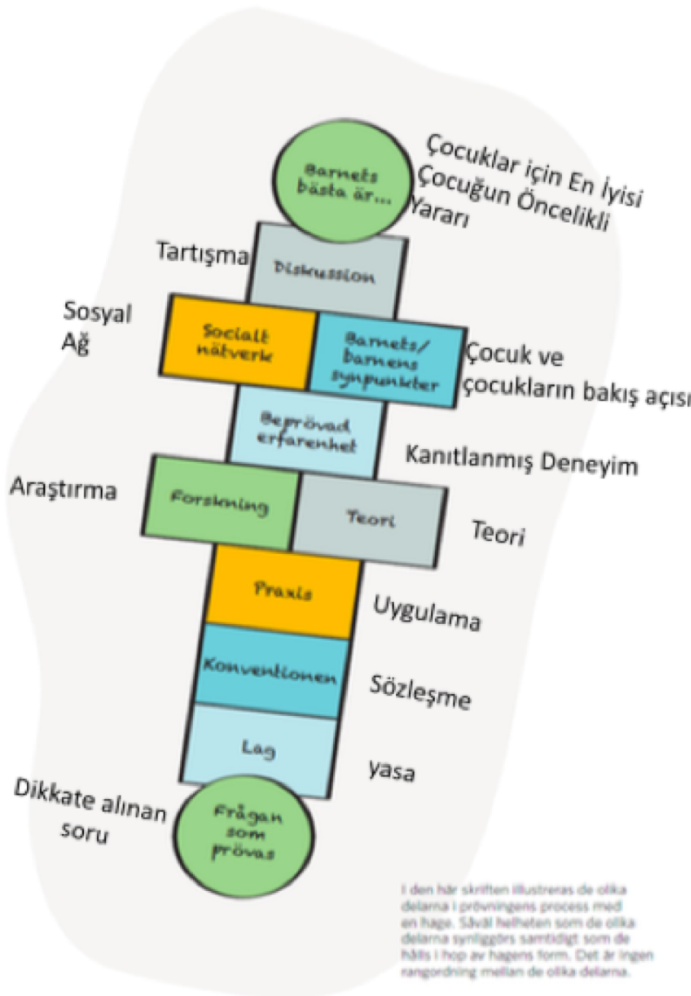 Barnets
bästa är...
Çocuklar için En İyisi
Çocuğun Öncelikli
Yararı
Tartışma
Diskussion
Sosyal
Ağ
Socialt
nätverk
Barnets/
barnens
synpunkter
Çocuk ve
çocukların bakış açısı
Beprövad
erfarenhet
Kanıtlanmış Deneyim
Araştırma
Forskning
Teori
Teori
Praxis
Uygulama
Konventionen
Sözleşme
Lag
yasa
Dikkate alınan
soru
Frågan
som
prövas
I den här skriften illustreras de olika
delarna i prövningens process med
en hage. Såväl helheten som de olika
delarna synliggörs samtidigt som de
hålls i hop av hagens form. Det är ingen
rangordning mellan de olika delarna.